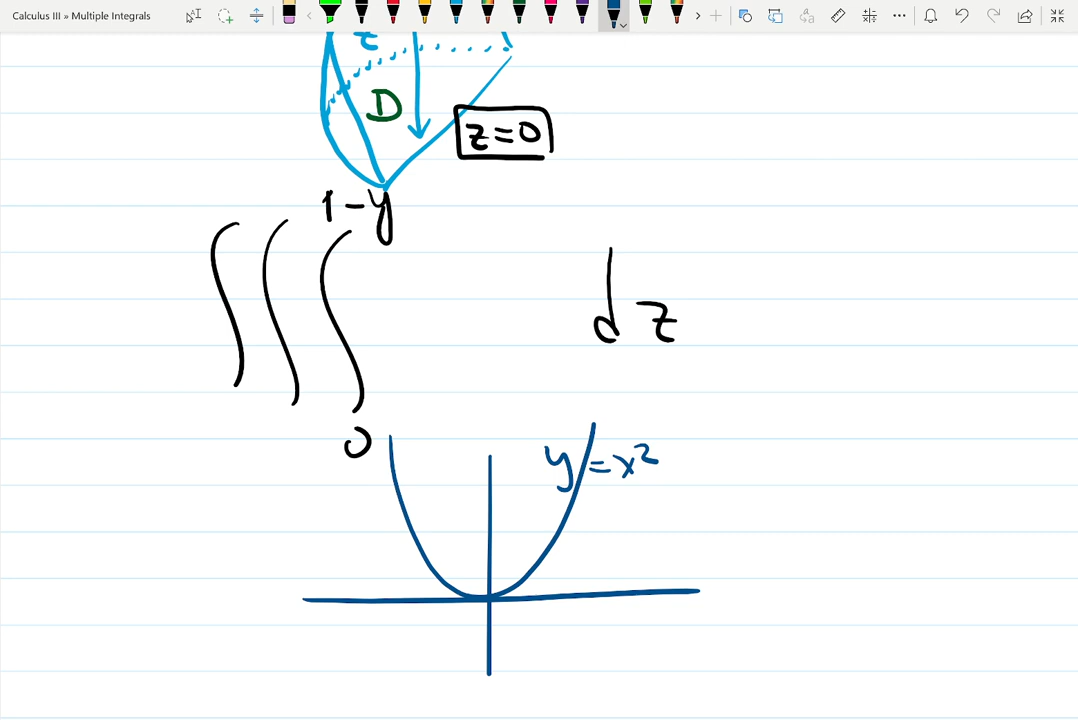 Calculus III » Multiple Integrals
D
z=0
1-y
∫∫∫ dz
0
y=x²